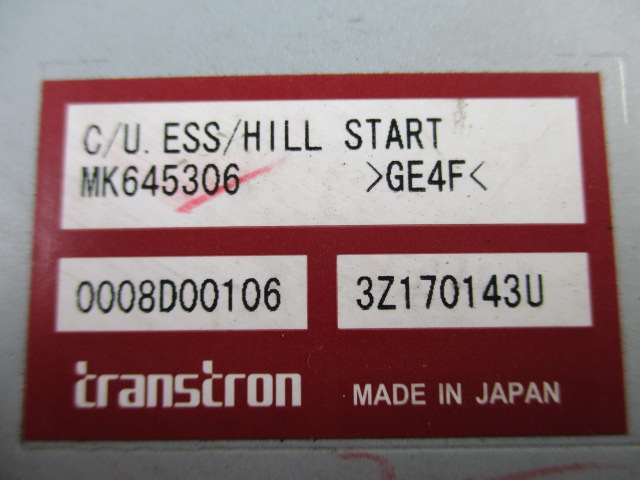 C/U. ESS/HILL START
MK645306 >GE4F<
0008D00106 3Z170143U
transtron MADE IN JAPAN